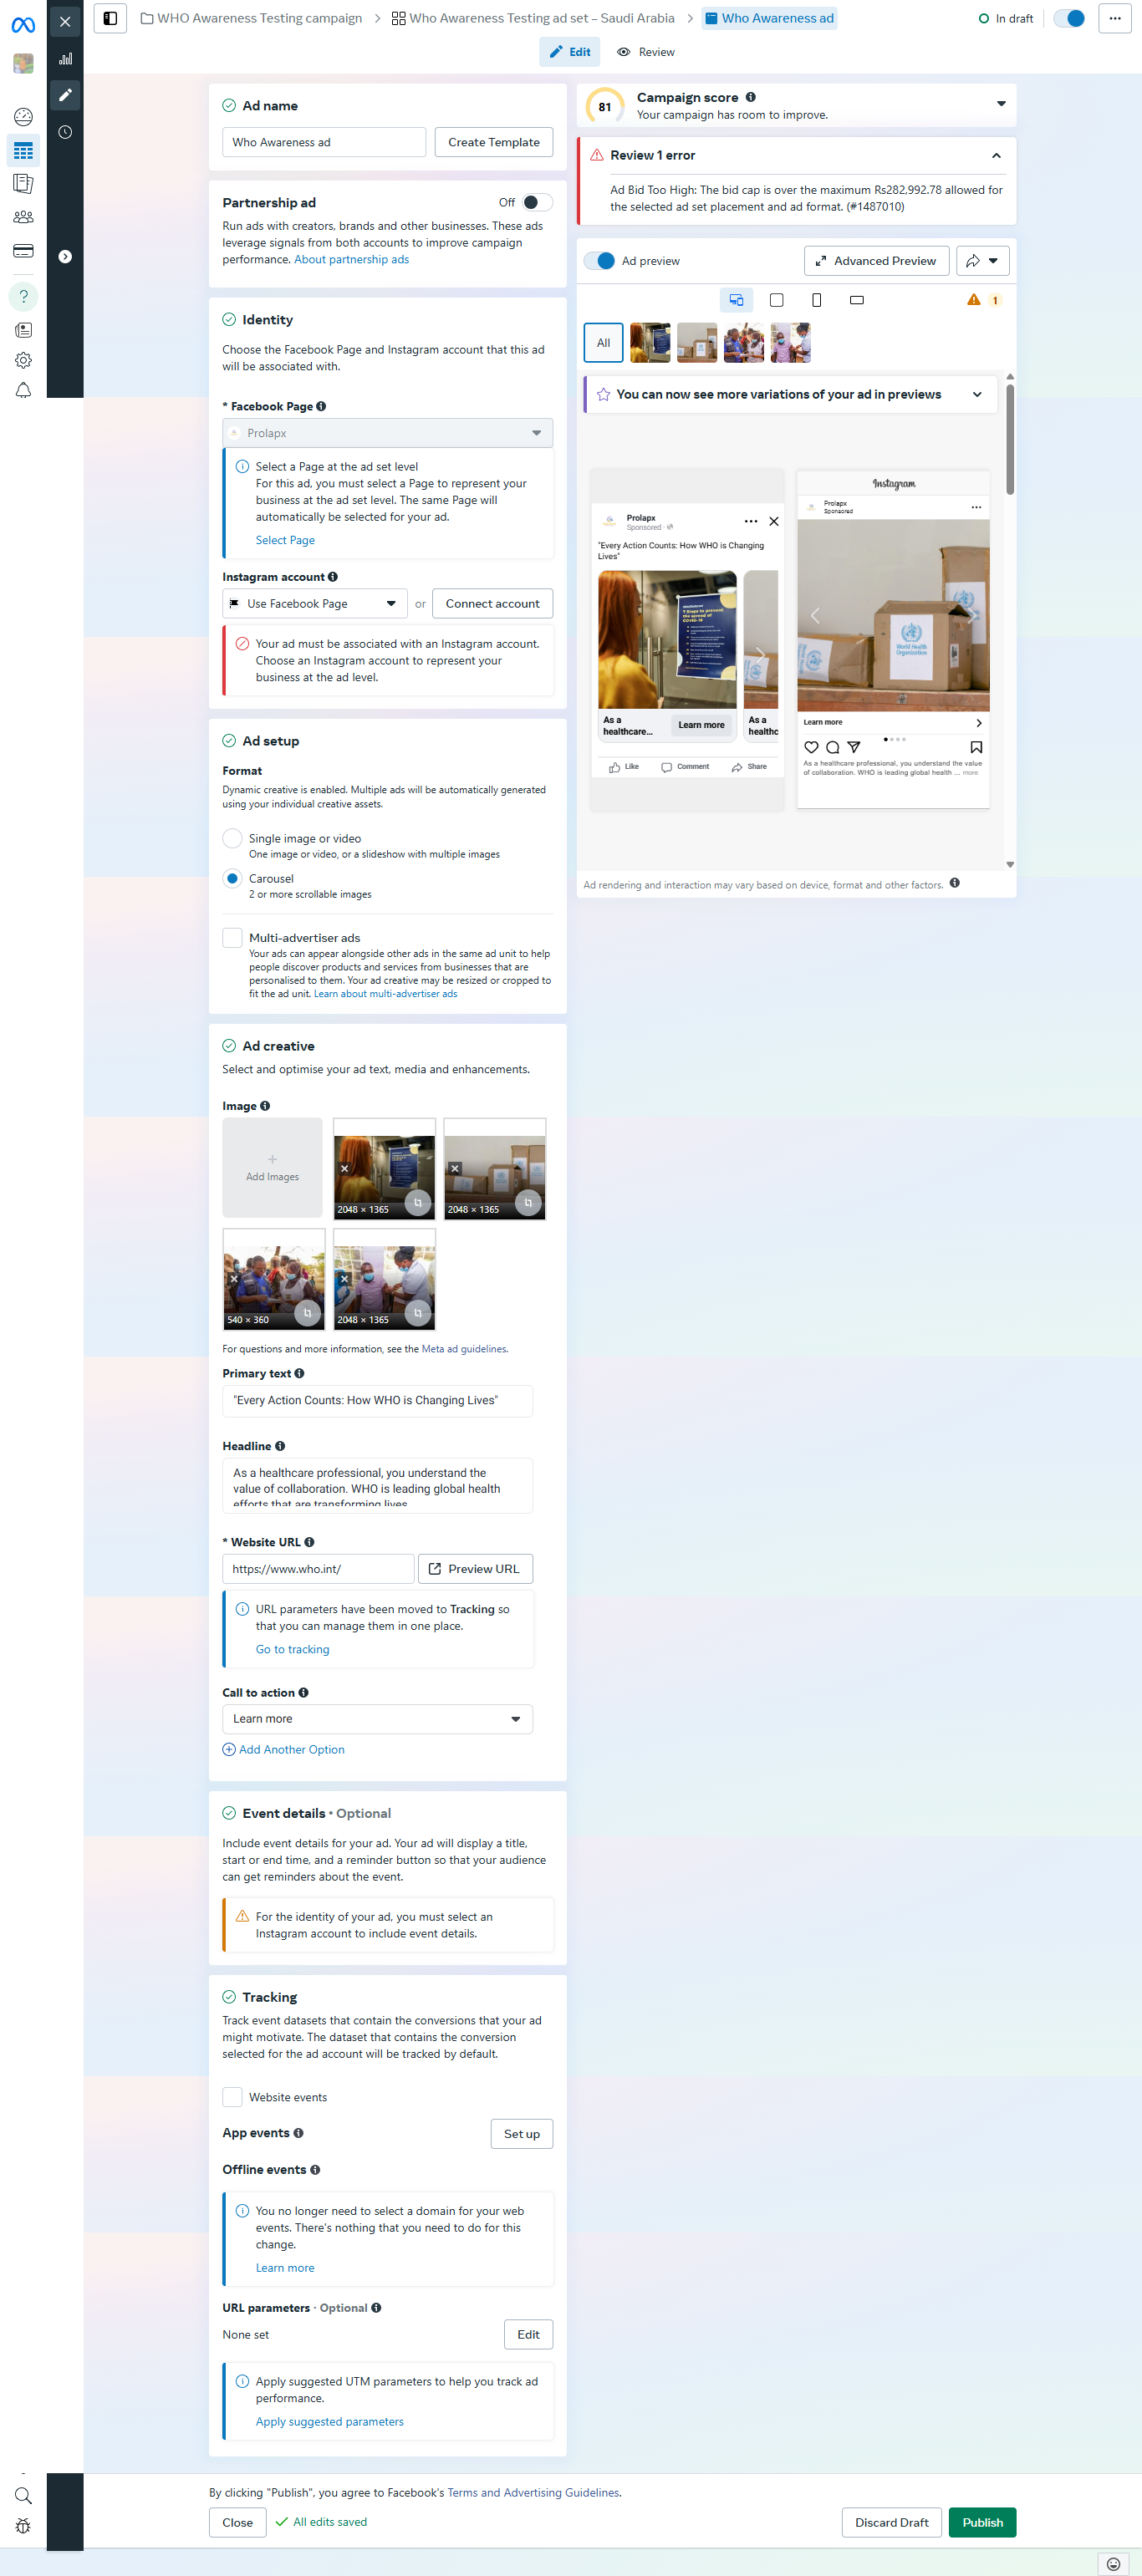 WHO Awareness Testing campaign
Who Awareness Testing ad set – Saudi Arabia
Who Awareness ad
In draft
Edit
Review
Ad name
Who Awareness ad
Create Template
Partnership ad
Off
Run ads with creators, brands and other businesses. These ads
leverage signals from both accounts to improve campaign
performance. About partnership ads
Identity
Choose the Facebook Page and Instagram account that this ad
will be associated with.
* Facebook Page
Prolapx
Select a Page at the ad set level
For this ad, you must select a Page to represent your
business at the ad set level. The same Page will
automatically be selected for your ad.
Select Page
Instagram account
Use Facebook Page
or
Connect account
Your ad must be associated with an Instagram account.
Choose an Instagram account to represent your
business at the ad level.
Ad setup
Format
Dynamic creative is enabled. Multiple ads will be automatically generated
using your individual creative assets.
Single image or video
One image or video, or a slideshow with multiple images
Carousel
2 or more scrollable images
Multi-advertiser ads
Your ads can appear alongside other ads in the same ad unit to help
people discover products and services from businesses that are
personalised to them. Your ad creative may be resized or cropped to
fit the ad unit. Learn about multi-advertiser ads
Ad creative
Select and optimise your ad text, media and enhancements.
Image
Add Images
2048 × 1365
2048 × 1365
540 × 360
2048 × 1365
For questions and more information, see the Meta ad guidelines.
Primary text
"Every Action Counts: How WHO is Changing Lives"
Headline
As a healthcare professional, you understand the
value of collaboration. WHO is leading global health
efforts that are transforming lives
* Website URL
https://www.who.int/
Preview URL
URL parameters have been moved to Tracking so
that you can manage them in one place.
Go to tracking
Call to action
Learn more
Add Another Option
Event details • Optional
Include event details for your ad. Your ad will display a title,
start or end time, and a reminder button so that your audience
can get reminders about the event.
For the identity of your ad, you must select an
Instagram account to include event details.
Tracking
Track event datasets that contain the conversions that your ad
might motivate. The dataset that contains the conversion
selected for the ad account will be tracked by default.
Website events
App events
Set up
Offline events
You no longer need to select a domain for your web
events. There's nothing that you need to do for this
change.
Learn more
URL parameters · Optional
None set
Edit
Apply suggested UTM parameters to help you track ad
performance.
Apply suggested parameters
81
Campaign score
Your campaign has room to improve.
Review 1 error
Ad Bid Too High: The bid cap is over the maximum Rs282,992.78 allowed for
the selected ad set placement and ad format. (#1487010)
Ad preview
Advanced Preview
1
All
You can now see more variations of your ad in previews
Prolapx
Sponsored ·
"Every Action Counts: How WHO is Changing
Lives"
7 Steps to prevent
the spread of
COVID-19
As a
healthcare...
Learn more
As a
healthc
Like
Comment
Share
Instagram
Prolapx
Sponsored
World Health
Organization
Learn more
As a healthcare professional, you understand the value
of collaboration. WHO is leading global health ... more
Ad rendering and interaction may vary based on device, format and other factors.
By clicking "Publish", you agree to Facebook's Terms and Advertising Guidelines.
Close
All edits saved
Discard Draft
Publish